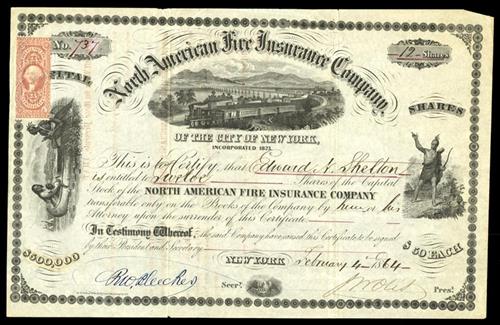 No. 737
12 Shares
North American Fire Insurance Company
CAPITAL
SHARES
OF THE CITY OF NEW YORK,
INCORPORATED 1823.
This is to Certify, that Edward N. Shelton
is entitled to Twelve Shares of the Capital
Stock of the NORTH AMERICAN FIRE INSURANCE COMPANY
transferable only on the Books of the Company by him or his
Attorney upon the surrender of this Certificate.
In Testimony Whereof, the said Company have caused this Certificate to be signed
by their President and Secretary
$500,000
$50 EACH
NEW YORK February 4 1864
R W Bleecker
Secry.
Prest.